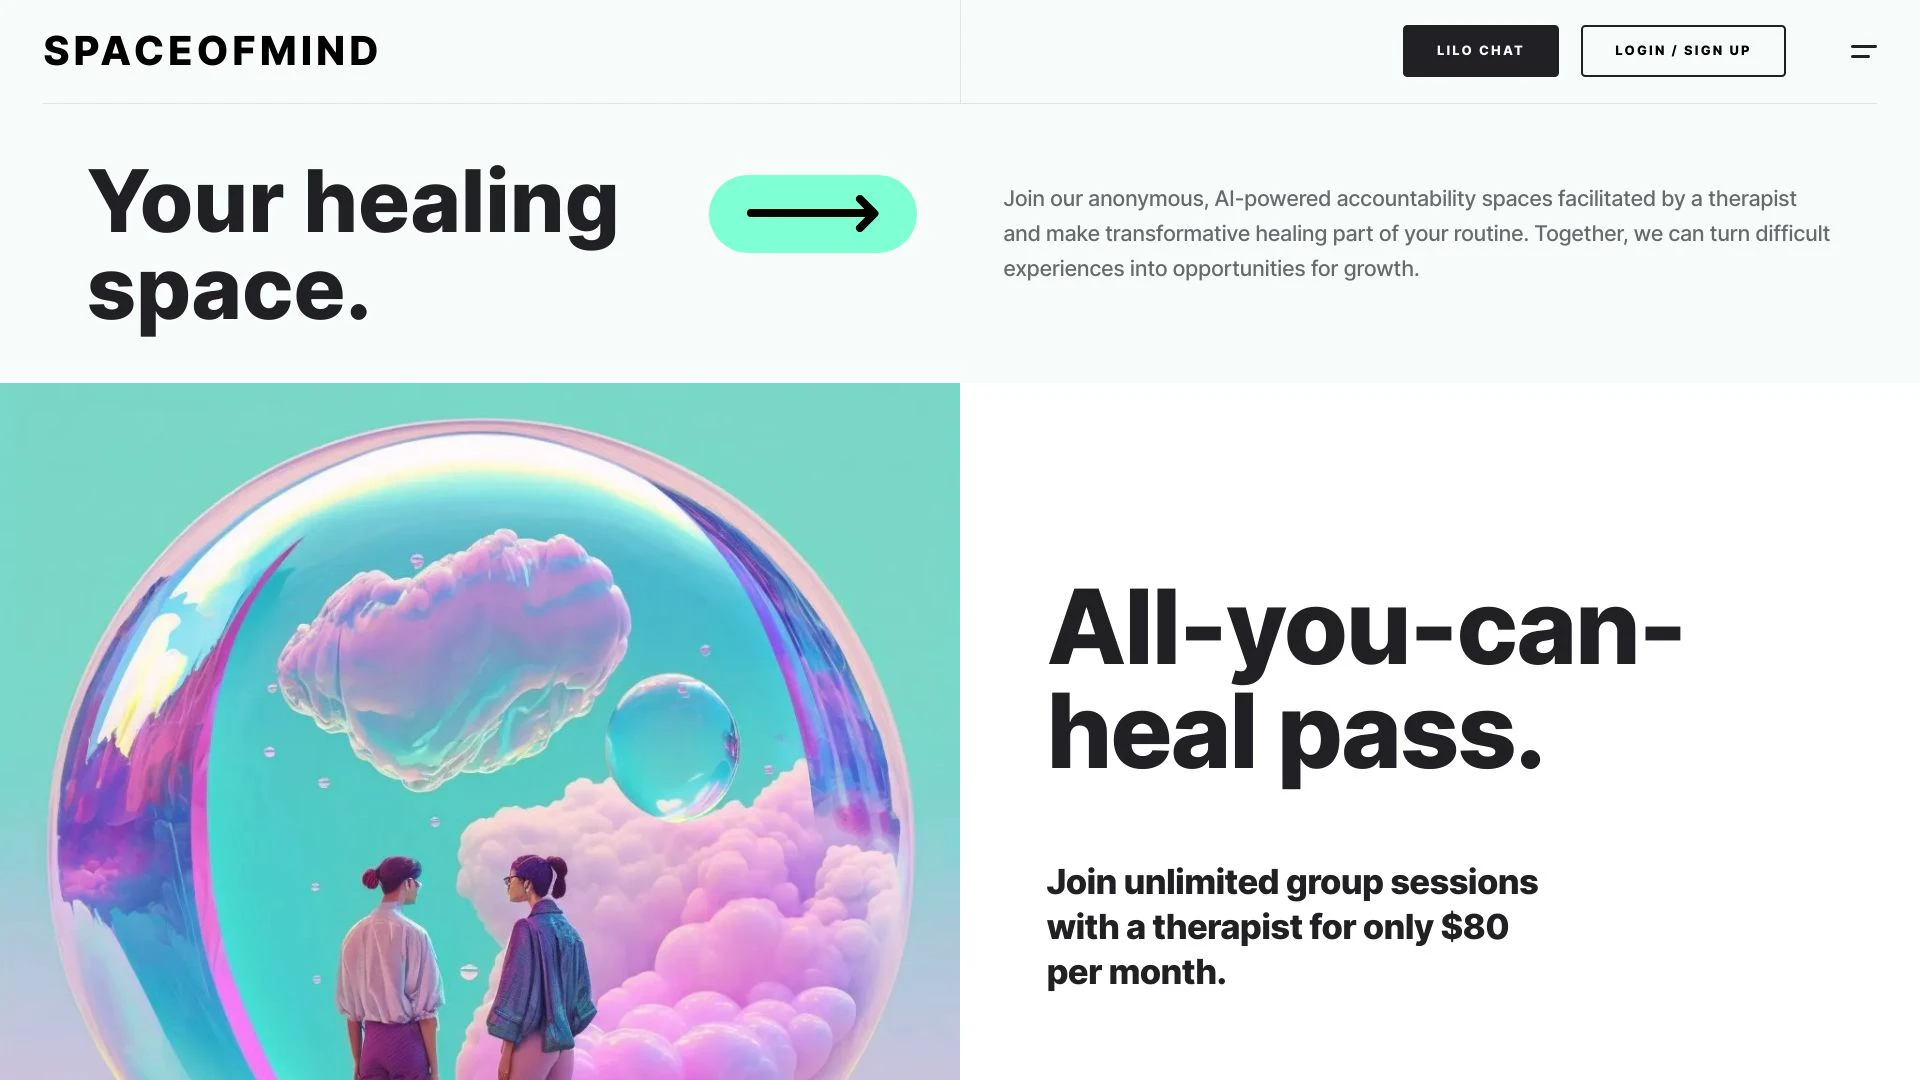 SPACEOFMIND
LILO CHAT
LOGIN / SIGN UP
Your healing
space.
Join our anonymous, AI-powered accountability spaces facilitated by a therapist
and make transformative healing part of your routine. Together, we can turn difficult
experiences into opportunities for growth.
All-you-can-
heal pass.
Join unlimited group sessions
with a therapist for only $80
per month.